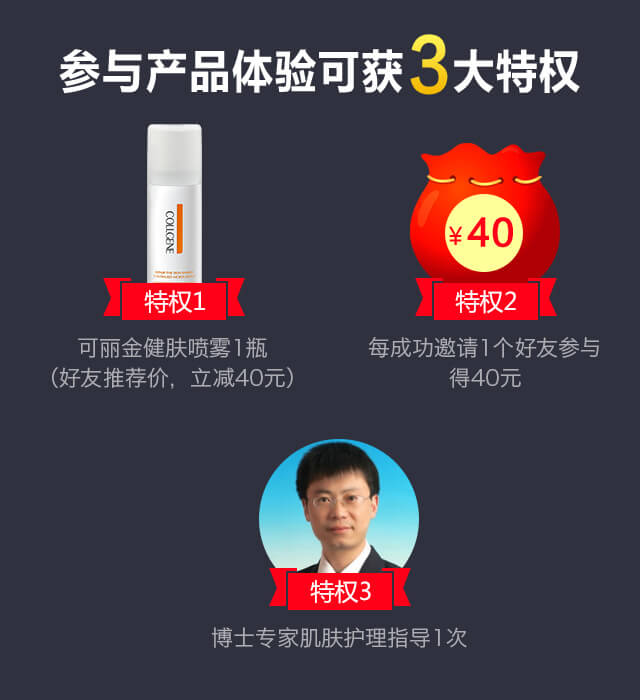 参与产品体验可获3大特权
COLLGENE
¥40
特权1
特权2
可丽金健肤喷雾1瓶
(好友推荐价，立减40元)
每成功邀请1个好友参与
得40元
特权3
博士专家肌肤护理指导1次